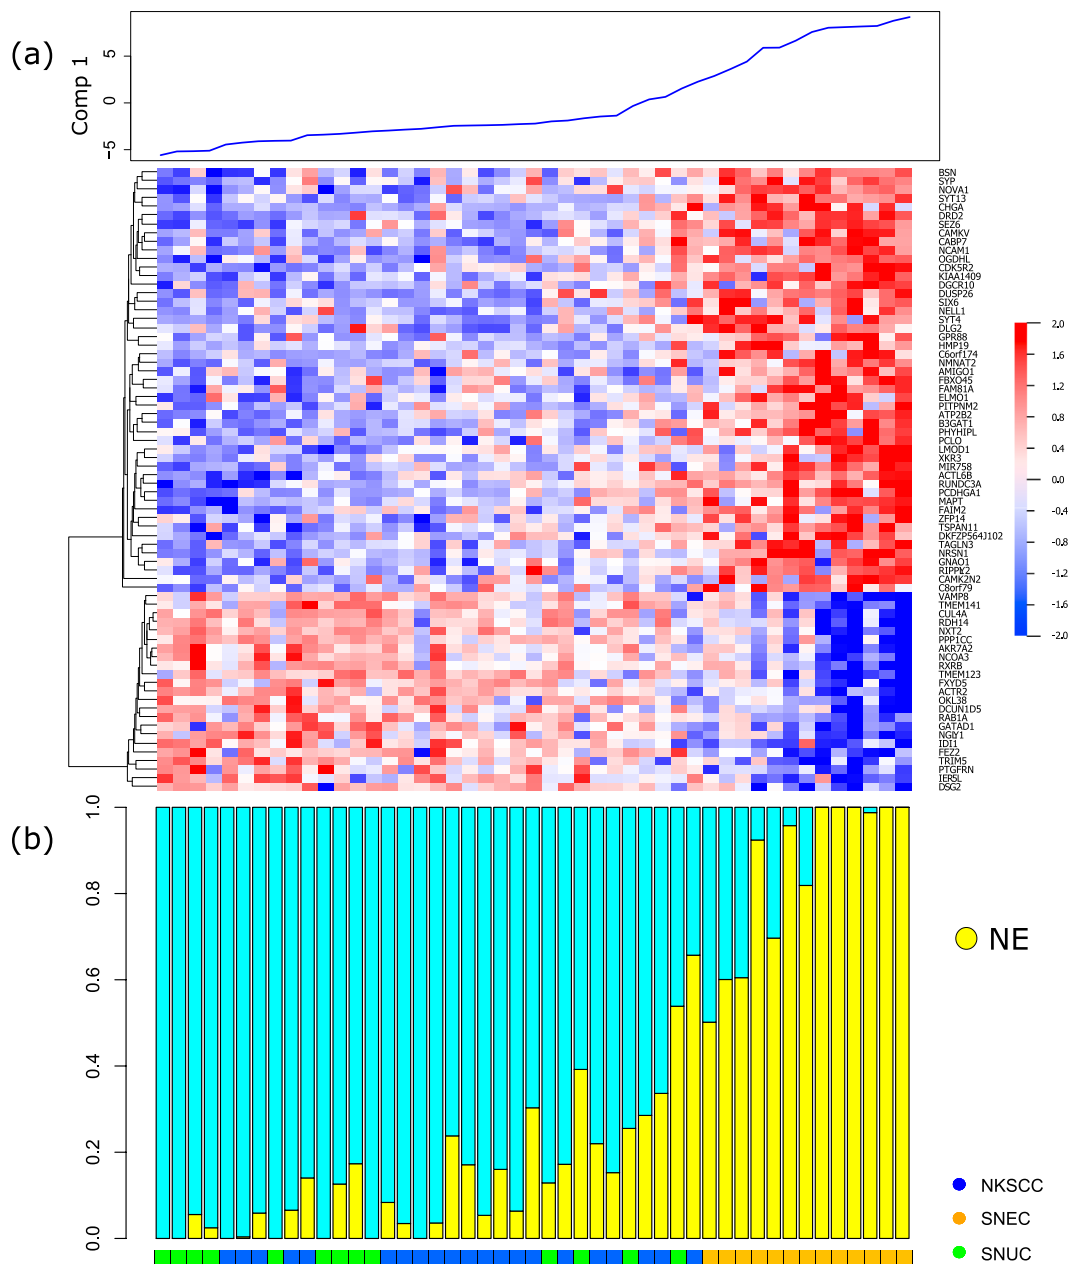 (a)
Comp 1
5
0
−5
BSN
SYP
NOVA1
SYT13
CHGA
DRD2
SEZ6
CAMKV
CABP7
NCAM1
OGDHL
CDK5R2
KIAA1409
DGCR10
DUSP26
SIX6
NELL1
SYT4
DLG2
GPR88
HMP19
C6orf174
NMNAT2
AMIGO1
FBXO45
FAM81A
ELMO1
PITPNM2
ATP2B2
B3GAT1
PHYHIPL
PCLO
LMOD1
XKR3
MIR758
ACTL6B
RUNDC3A
PCDHGA1
MAPT
FAIM2
ZFP14
TSPAN11
DKFZP564J102
TAGLN3
NRSN1
GNAO1
RIPPLY2
CAMK2N2
C8orf79
VAMP8
TMEM141
CUL4A
RDH14
NXT2
PPP1CC
AKR7A2
NCOA3
RXRB
TMEM123
FXYD5
ACTR2
OKL38
DCUN1D5
RAB1A
GATAD1
NGLY1
IDI1
FEZ2
TRIM5
PTGFRN
IER5L
DSG2
2,0
1.6
1.2
0.8
0.4
0.0
-0.4
-0.8
-1.2
-1.6
-2.0
(b)
1.0
0.8
0.6
0.4
0.2
0.0
NE
NKSCC
SNEC
SNUC